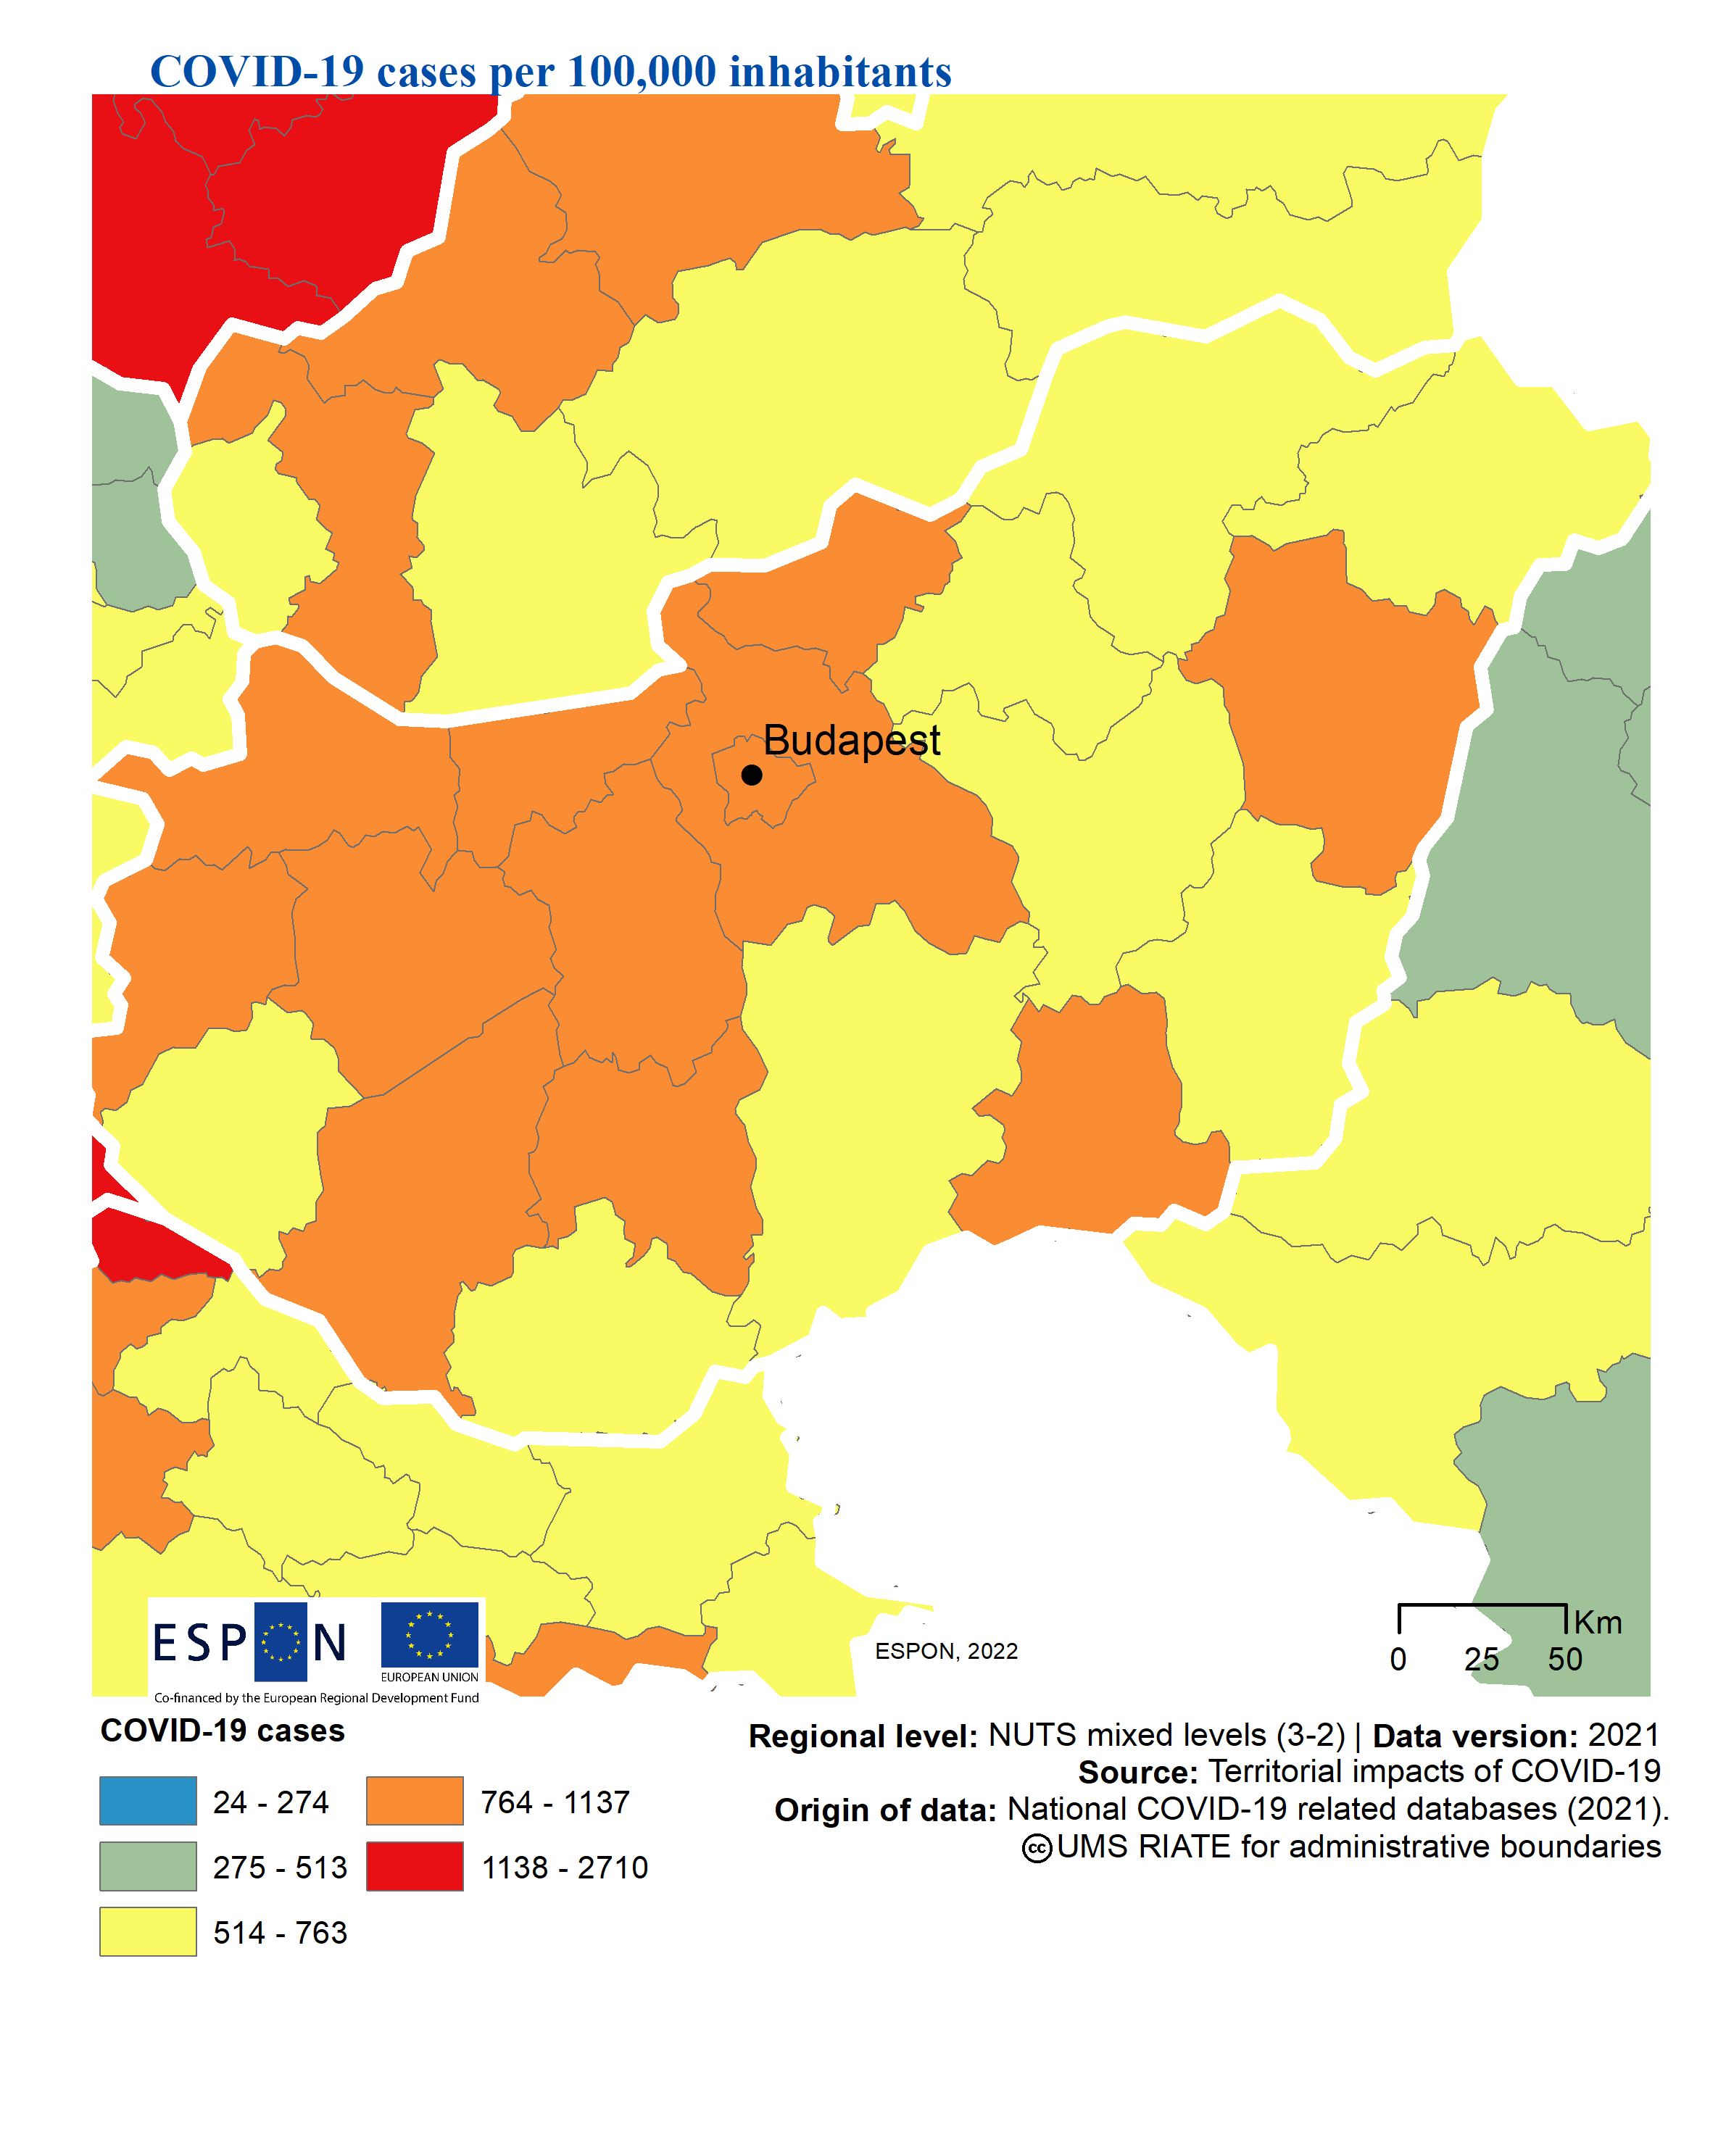 COVID-19 cases per 100,000 inhabitants
Budapest
ESPON
EUROPEAN UNION
Co-financed by the European Regional Development Fund
ESPON, 2022
Km
0 25 50
COVID-19 cases
24 - 274
275 - 513
514 - 763
764 - 1137
1138 - 2710
Regional level: NUTS mixed levels (3-2) | Data version: 2021
Source: Territorial impacts of COVID-19
Origin of data: National COVID-19 related databases (2021).
cc UMS RIATE for administrative boundaries